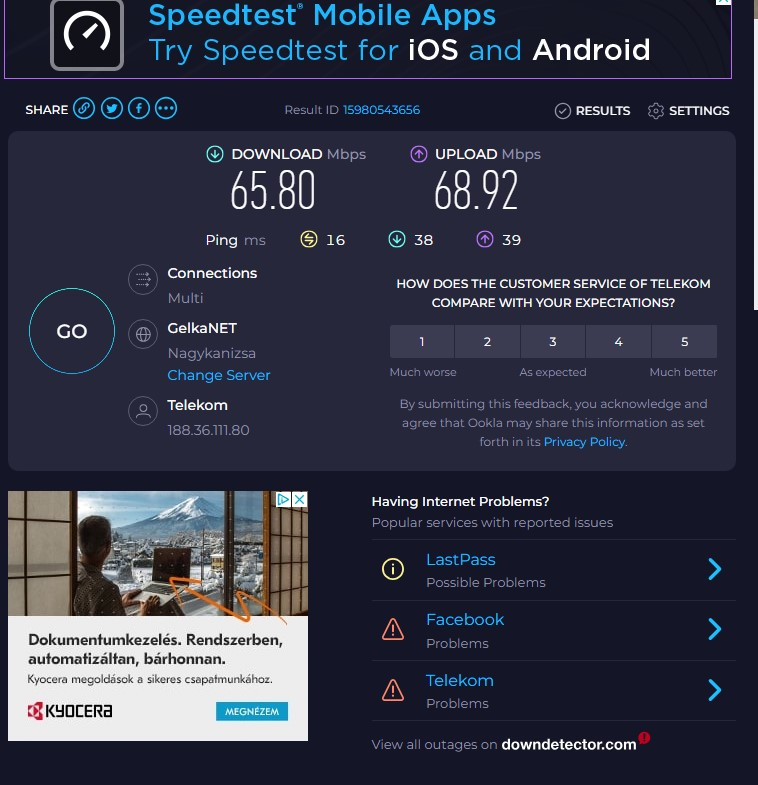 Speedtest® Mobile Apps
Try Speedtest for iOS and Android
SHARE
Result ID 15980543656
RESULTS
SETTINGS
DOWNLOAD Mbps
65.80
UPLOAD Mbps
68.92
Ping ms
16
38
39
GO
Connections
Multi
GelkaNET
Nagykanizsa
Change Server
Telekom
188.36.111.80
HOW DOES THE CUSTOMER SERVICE OF TELEKOM
COMPARE WITH YOUR EXPECTATIONS?
1 2 3 4 5
Much worse As expected Much better
By submitting this feedback, you acknowledge and
agree that Ookla may share this information as set
forth in its Privacy Policy.
Dokumentumkezelés. Rendszerben,
automatizáltan, bárhonnan.
Kyocera megoldások a sikeres csapatmunkához.
KYOCERA
MEGNÉZEM
Having Internet Problems?
Popular services with reported issues
LastPass
Possible Problems
Facebook
Problems
Telekom
Problems
View all outages on downdetector.com